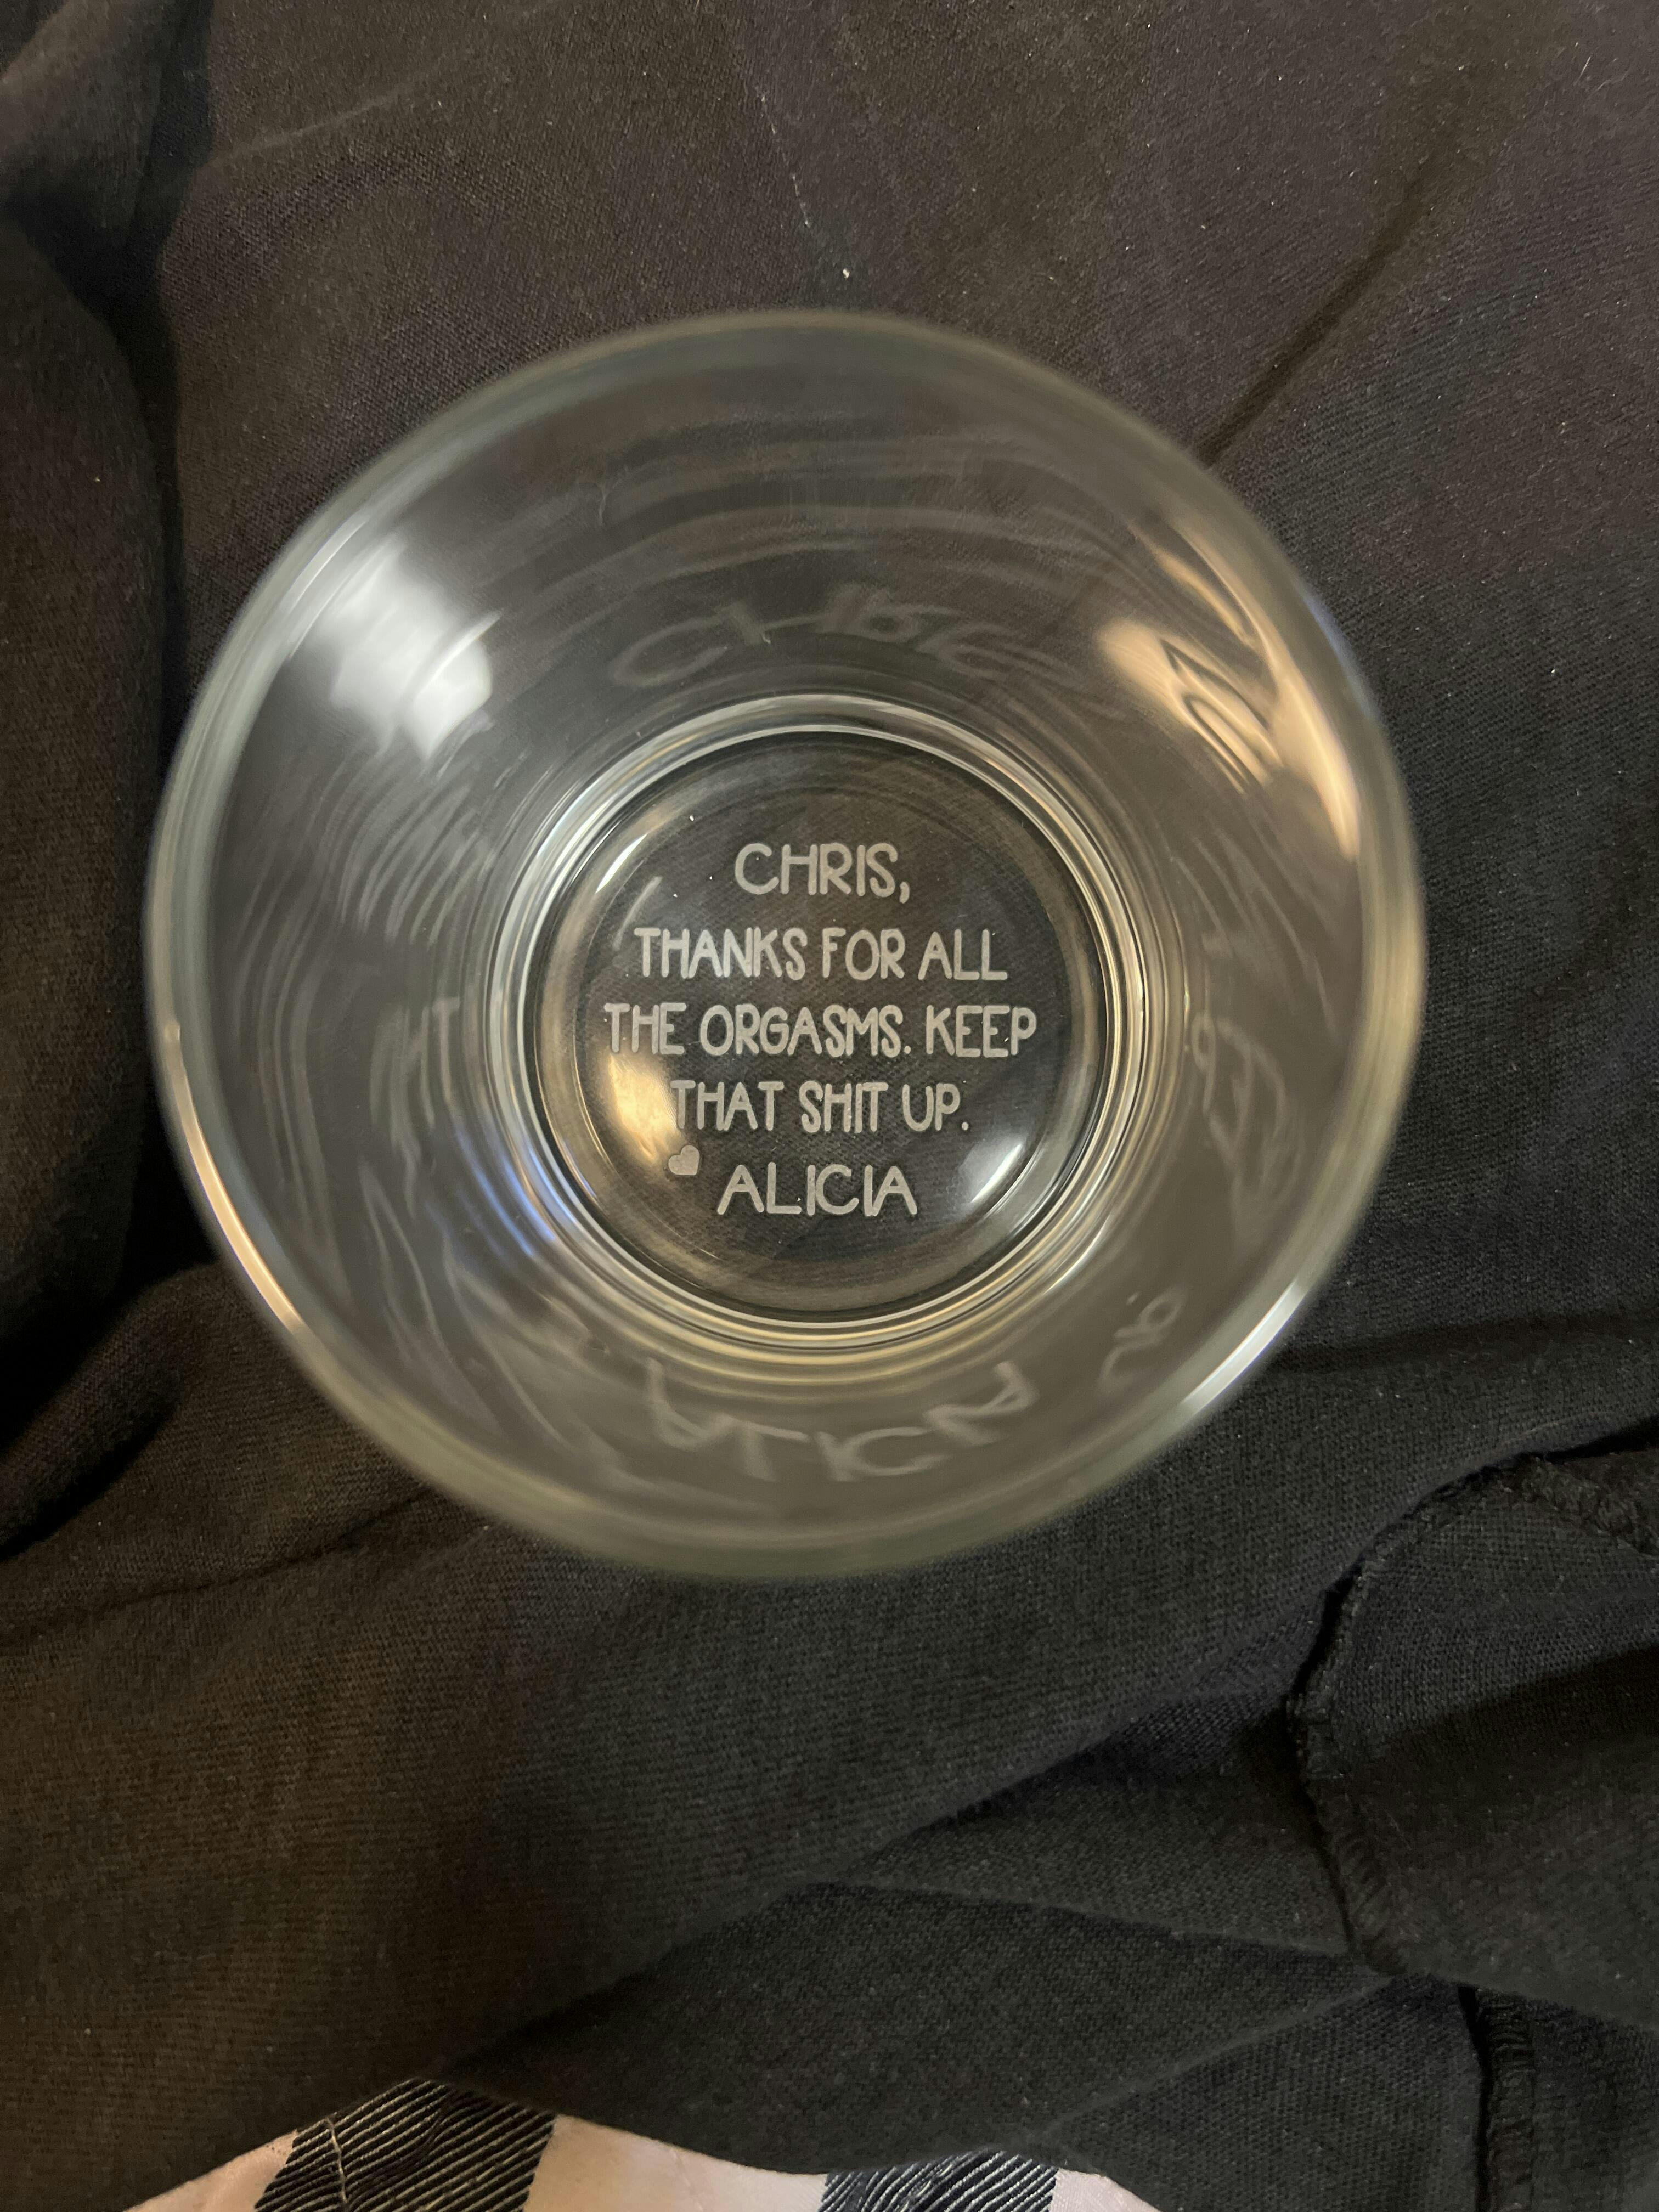 CHRIS,
THANKS FOR ALL
THE ORGASMS. KEEP
THAT SHIT UP.
ALICIA